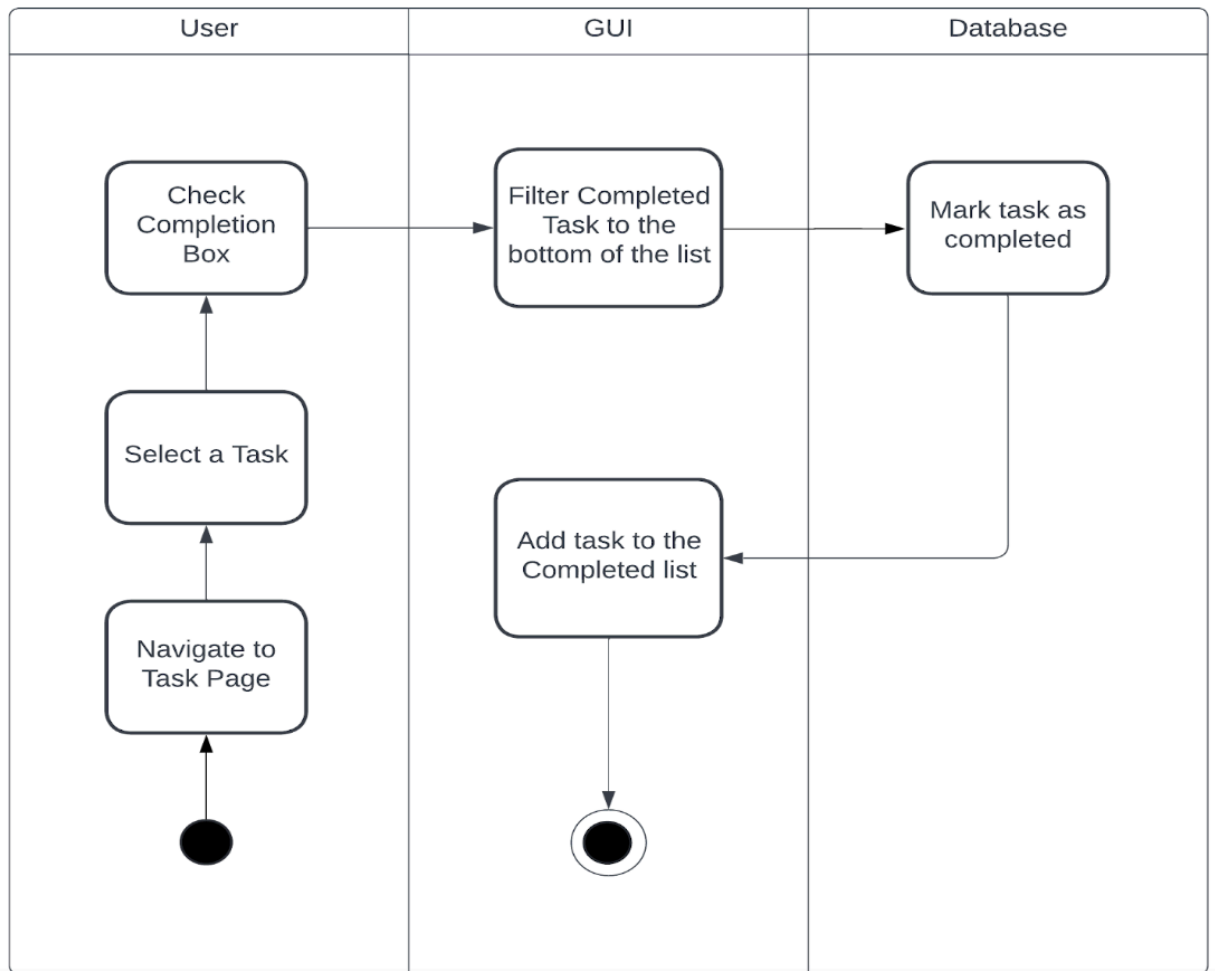 User
GUI
Database
Check
Completion
Box
Filter Completed
Task to the
bottom of the list
Mark task as
completed
Select a Task
Add task to the
Completed list
Navigate to
Task Page